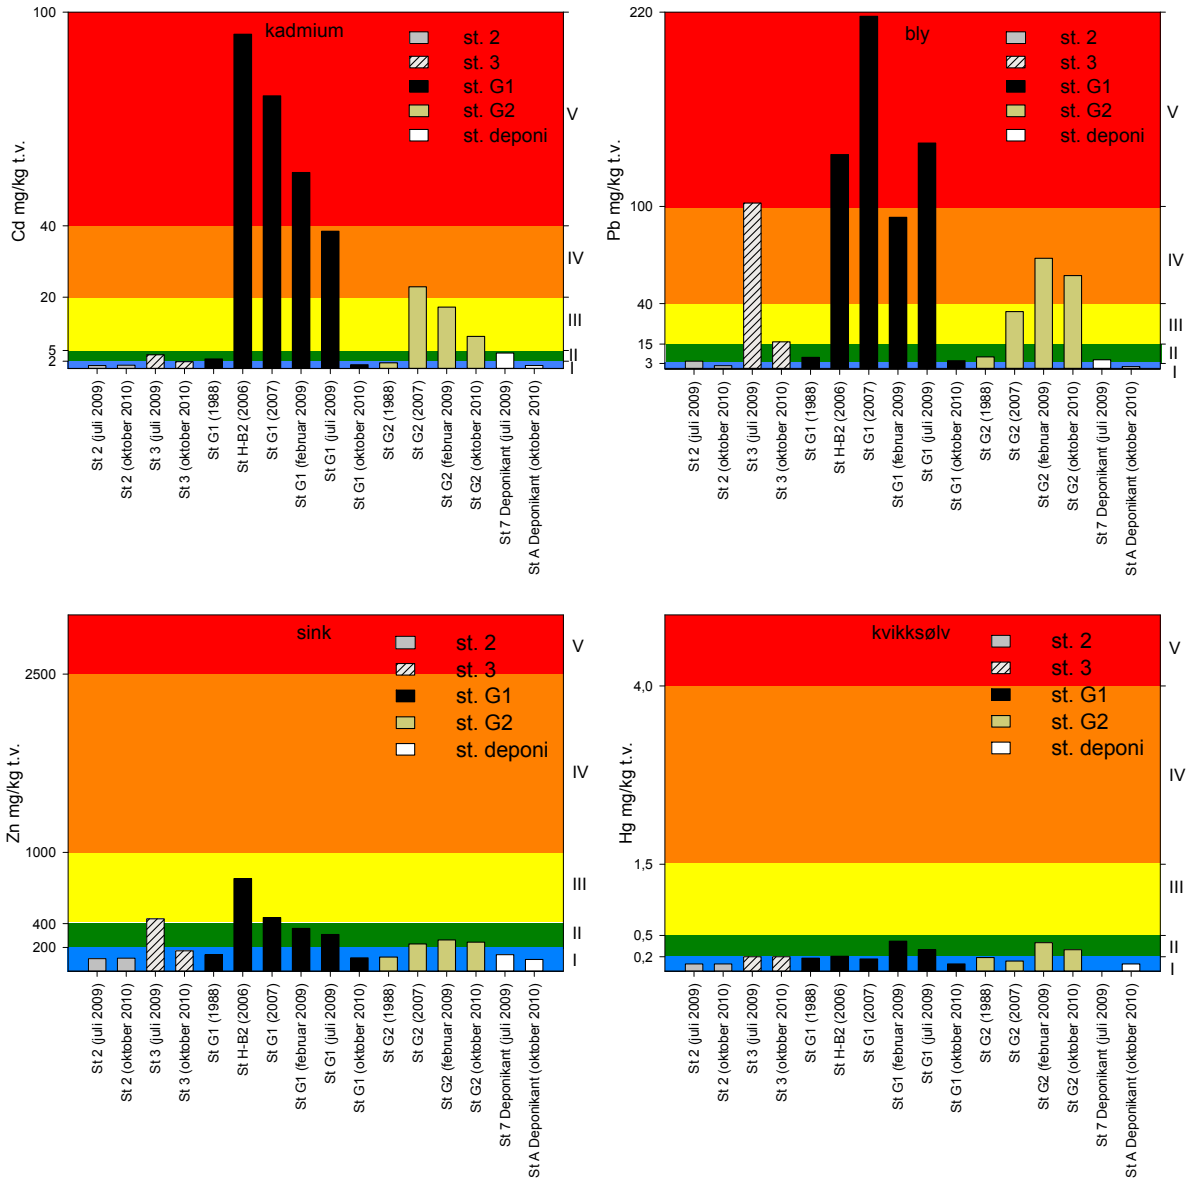 kadmium
st. 2
st. 3
st. G1
st. G2
st. deponi
Cd mg/kg t.v.
100
40
20
5
2
V
IV
III
II
I
St 2 (juli 2009)
St 2 (oktober 2010)
St 3 (juli 2009)
St 3 (oktober 2010)
St G1 (1988)
St H-B2 (2006)
St G1 (2007)
St G1 (februar 2009)
St G1 (juli 2009)
St G1 (oktober 2010)
St G2 (1988)
St G2 (2007)
St G2 (februar 2009)
St G2 (oktober 2010)
St 7 Deponikant (juli 2009)
St A Deponikant (oktober 2010)
bly
st. 2
st. 3
st. G1
st. G2
st. deponi
Pb mg/kg t.v.
220
100
40
15
3
V
IV
III
II
I
St 2 (juli 2009)
St 2 (oktober 2010)
St 3 (juli 2009)
St 3 (oktober 2010)
St G1 (1988)
St H-B2 (2006)
St G1 (2007)
St G1 (februar 2009)
St G1 (juli 2009)
St G1 (oktober 2010)
St G2 (1988)
St G2 (2007)
St G2 (februar 2009)
St G2 (oktober 2010)
St 7 Deponikant (juli 2009)
St A Deponikant (oktober 2010)
sink
st. 2
st. 3
st. G1
st. G2
st. deponi
Zn mg/kg t.v.
2500
1000
400
200
V
IV
III
II
I
St 2 (juli 2009)
St 2 (oktober 2010)
St 3 (juli 2009)
St 3 (oktober 2010)
St G1 (1988)
St H-B2 (2006)
St G1 (2007)
St G1 (februar 2009)
St G1 (juli 2009)
St G1 (oktober 2010)
St G2 (1988)
St G2 (2007)
St G2 (februar 2009)
St G2 (oktober 2010)
St 7 Deponikant (juli 2009)
St A Deponikant (oktober 2010)
kvikksølv
st. 2
st. 3
st. G1
st. G2
st. deponi
Hg mg/kg t.v.
4,0
1,5
0,5
0,2
V
IV
III
II
I
St 2 (juli 2009)
St 2 (oktober 2010)
St 3 (juli 2009)
St 3 (oktober 2010)
St G1 (1988)
St H-B2 (2006)
St G1 (2007)
St G1 (februar 2009)
St G1 (juli 2009)
St G1 (oktober 2010)
St G2 (1988)
St G2 (2007)
St G2 (februar 2009)
St G2 (oktober 2010)
St 7 Deponikant (juli 2009)
St A Deponikant (oktober 2010)